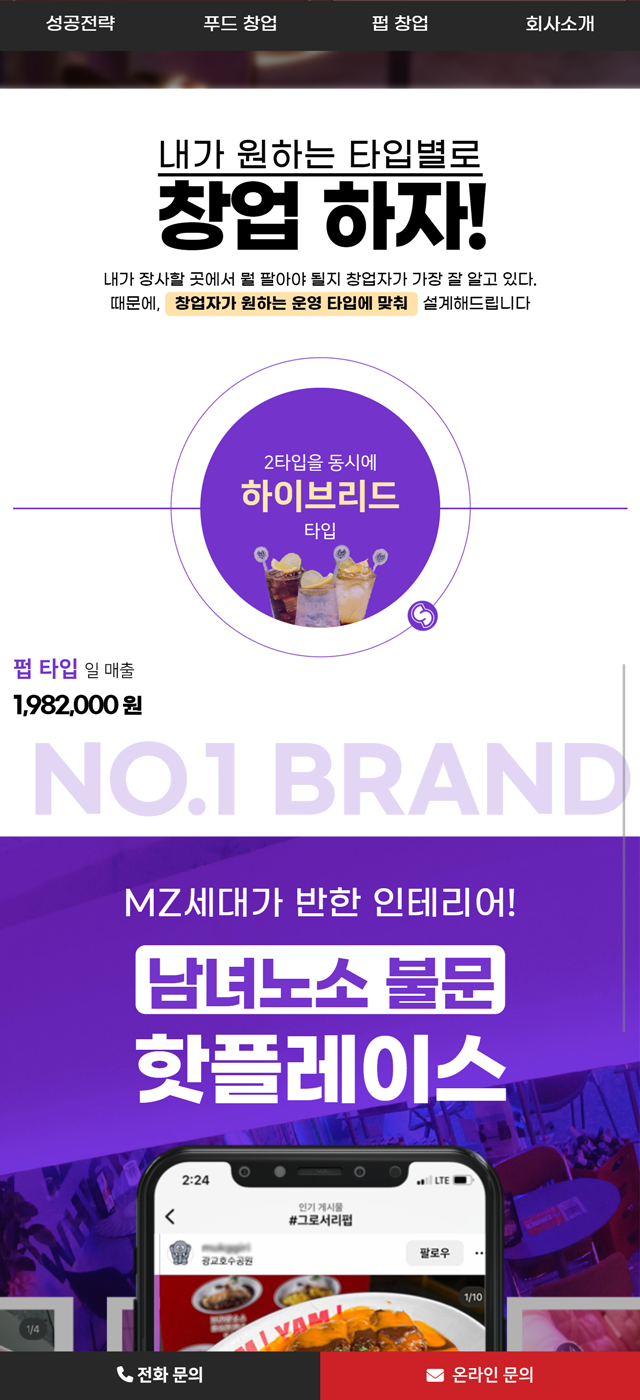 성공전략 푸드 창업 펍 창업 회사소개
내가 원하는 타입별로
창업 하자!
내가 장사할 곳에서 뭘 팔아야 될지 창업자가 가장 잘 알고 있다.
때문에, 창업자가 원하는 운영 타입에 맞춰 설계해드립니다
2타입을 동시에
하이브리드
타입
펍 타입 일 매출
1,982,000 원
NO.1 BRAND
MZ세대가 반한 인테리어!
남녀노소 불문
핫플레이스
2:24 LTE
인기 게시물
#그로서리펍
광교호수공원
팔로우
1/10
1/4
YAM!
전화 문의 온라인 문의